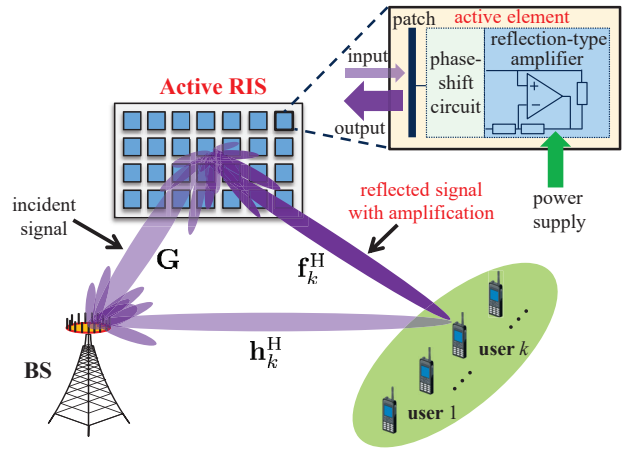 patch
active element
input
output
phase-
shift
circuit
reflection-type
amplifier
+
−
power
supply
Active RIS
incident
signal
G
reflected signal
with amplification
f_k^H
h_k^H
BS
user k
user 1